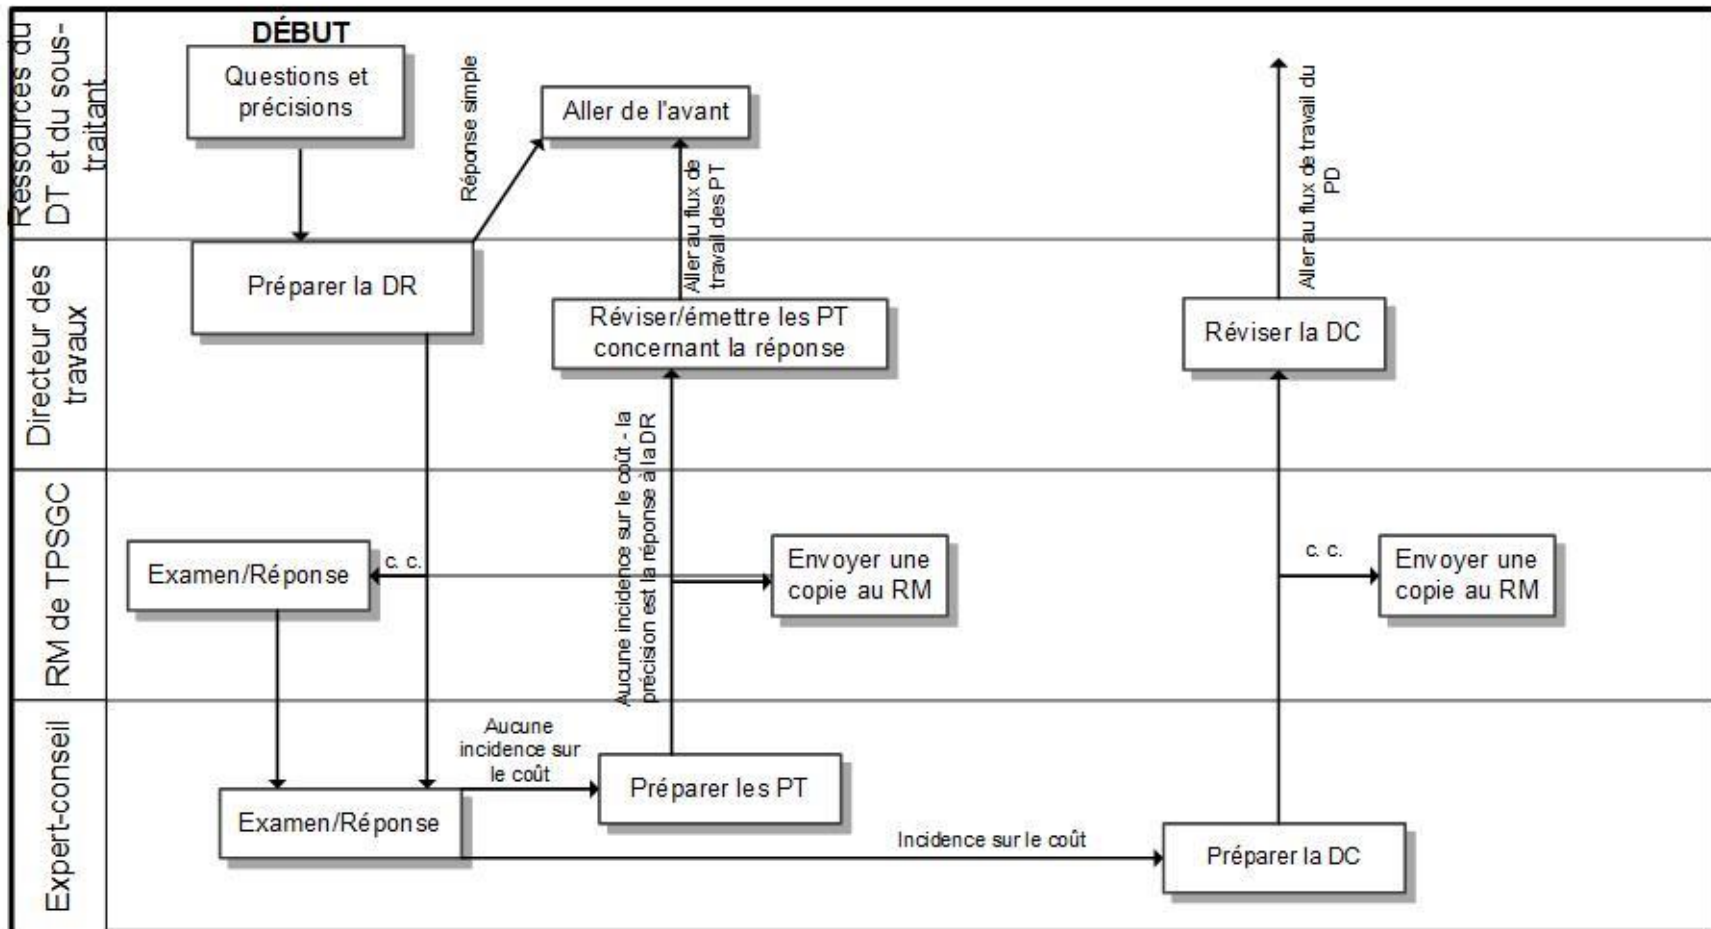 Ressources du
DT et du sous-
traitant
DÉBUT
Questions et
précisions
Réponse simple
Aller de l'avant
Aller au flux de
travail des PT
Aller au flux de travail du
PD
Directeur des
travaux
Préparer la DR
Réviser/émettre les PT
concernant la réponse
Réviser la DC
RM de TPSGC
Examen/Réponse
c. c.
Aucune incidence sur le coût - la
précision est la réponse à la DR
Envoyer une
copie au RM
c. c.
Envoyer une
copie au RM
Expert-conseil
Examen/Réponse
Aucune
incidence sur
le coût
Préparer les PT
Incidence sur le coût
Préparer la DC